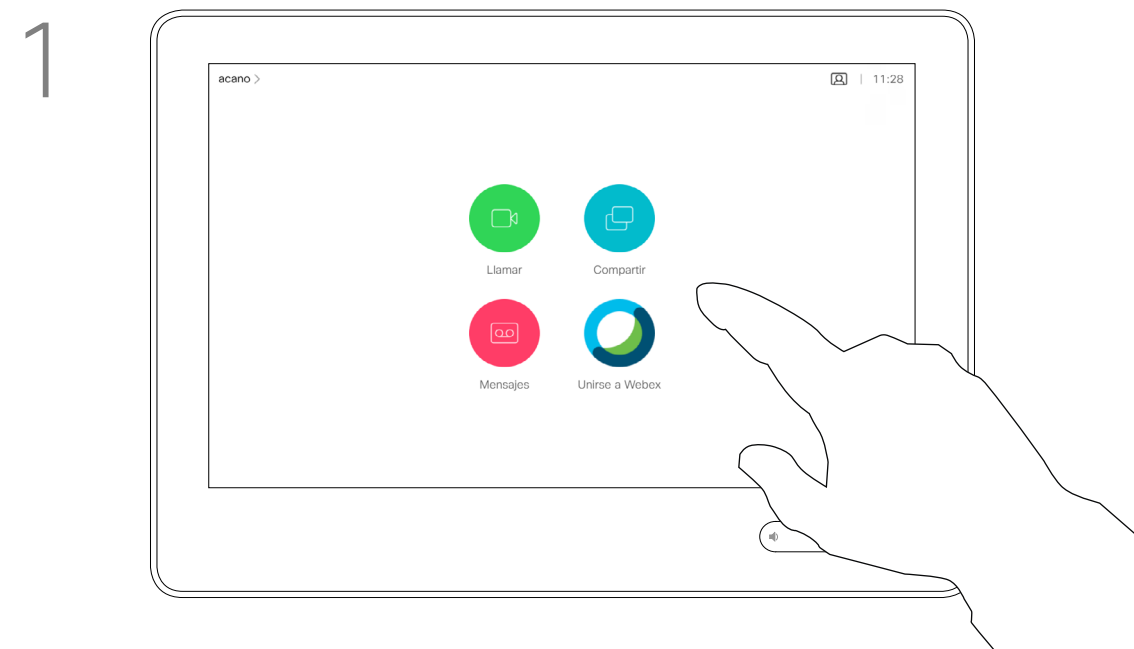 1
acano >
| 11:28
Llamar
Compartir
Mensajes
Unirse a Webex